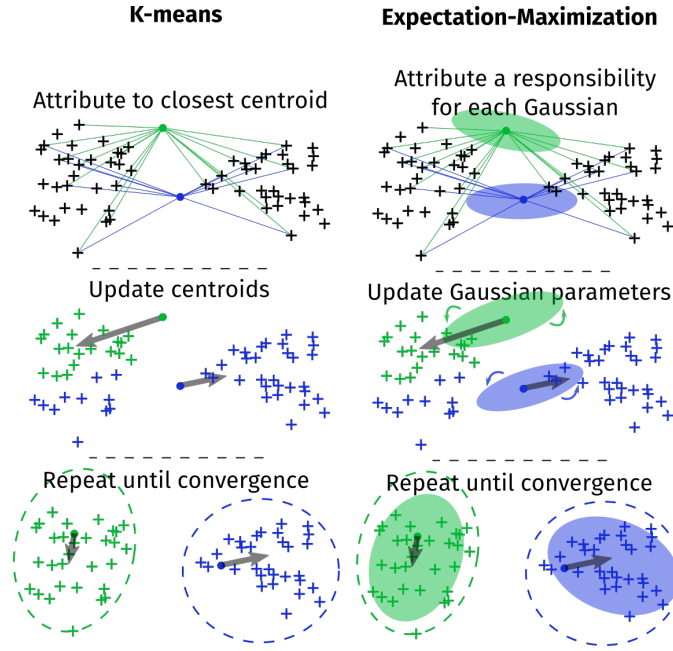 K-means
Expectation-Maximization
Attribute to closest centroid
Attribute a responsibility
for each Gaussian
Update centroids
Update Gaussian parameters
Repeat until convergence
Repeat until convergence